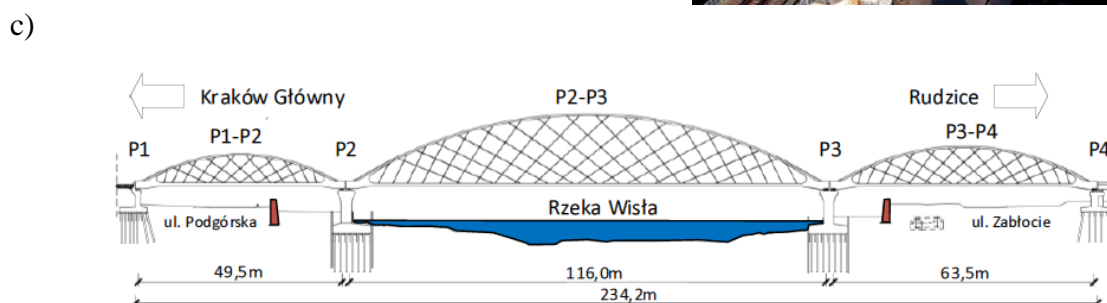 c)
Kraków Główny
P2-P3
Rudzice
P1
P1-P2
P2
P3
P3-P4
P4
Rzeka Wisła
ul. Podgórska
ul. Zabłocie
49,5m
116,0m
63,5m
234,2m